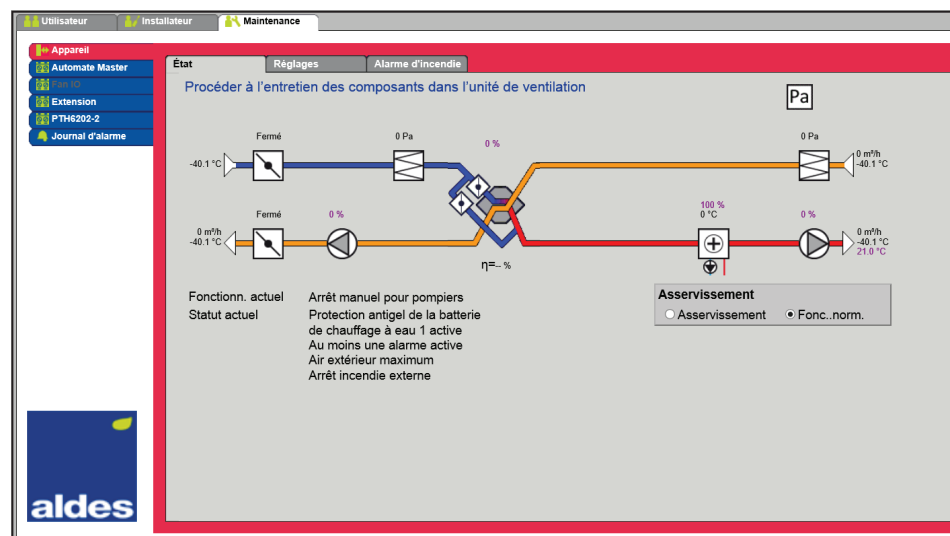 Utilisateur
Installateur
Maintenance
Appareil
Automate Master
Fan IO
Extension
PTH6202-2
Journal d'alarme
État
Réglages
Alarme d'incendie
Procéder à l'entretien des composants dans l'unité de ventilation
Pa
Fermé
0 Pa
0 %
0 Pa
-40.1 °C
0 m³/h
-40.1 °C
Fermé
0 %
100 %
0 °C
0 %
0 m³/h
-40.1 °C
0 m³/h
-40.1 °C
21.0 °C
η=-- %
Fonctionn. actuel Arrêt manuel pour pompiers
Statut actuel Protection antigel de la batterie
de chauffage à eau 1 active
Au moins une alarme active
Air extérieur maximum
Arrêt incendie externe
Asservissement
Asservissement Fonc..norm.
aldes